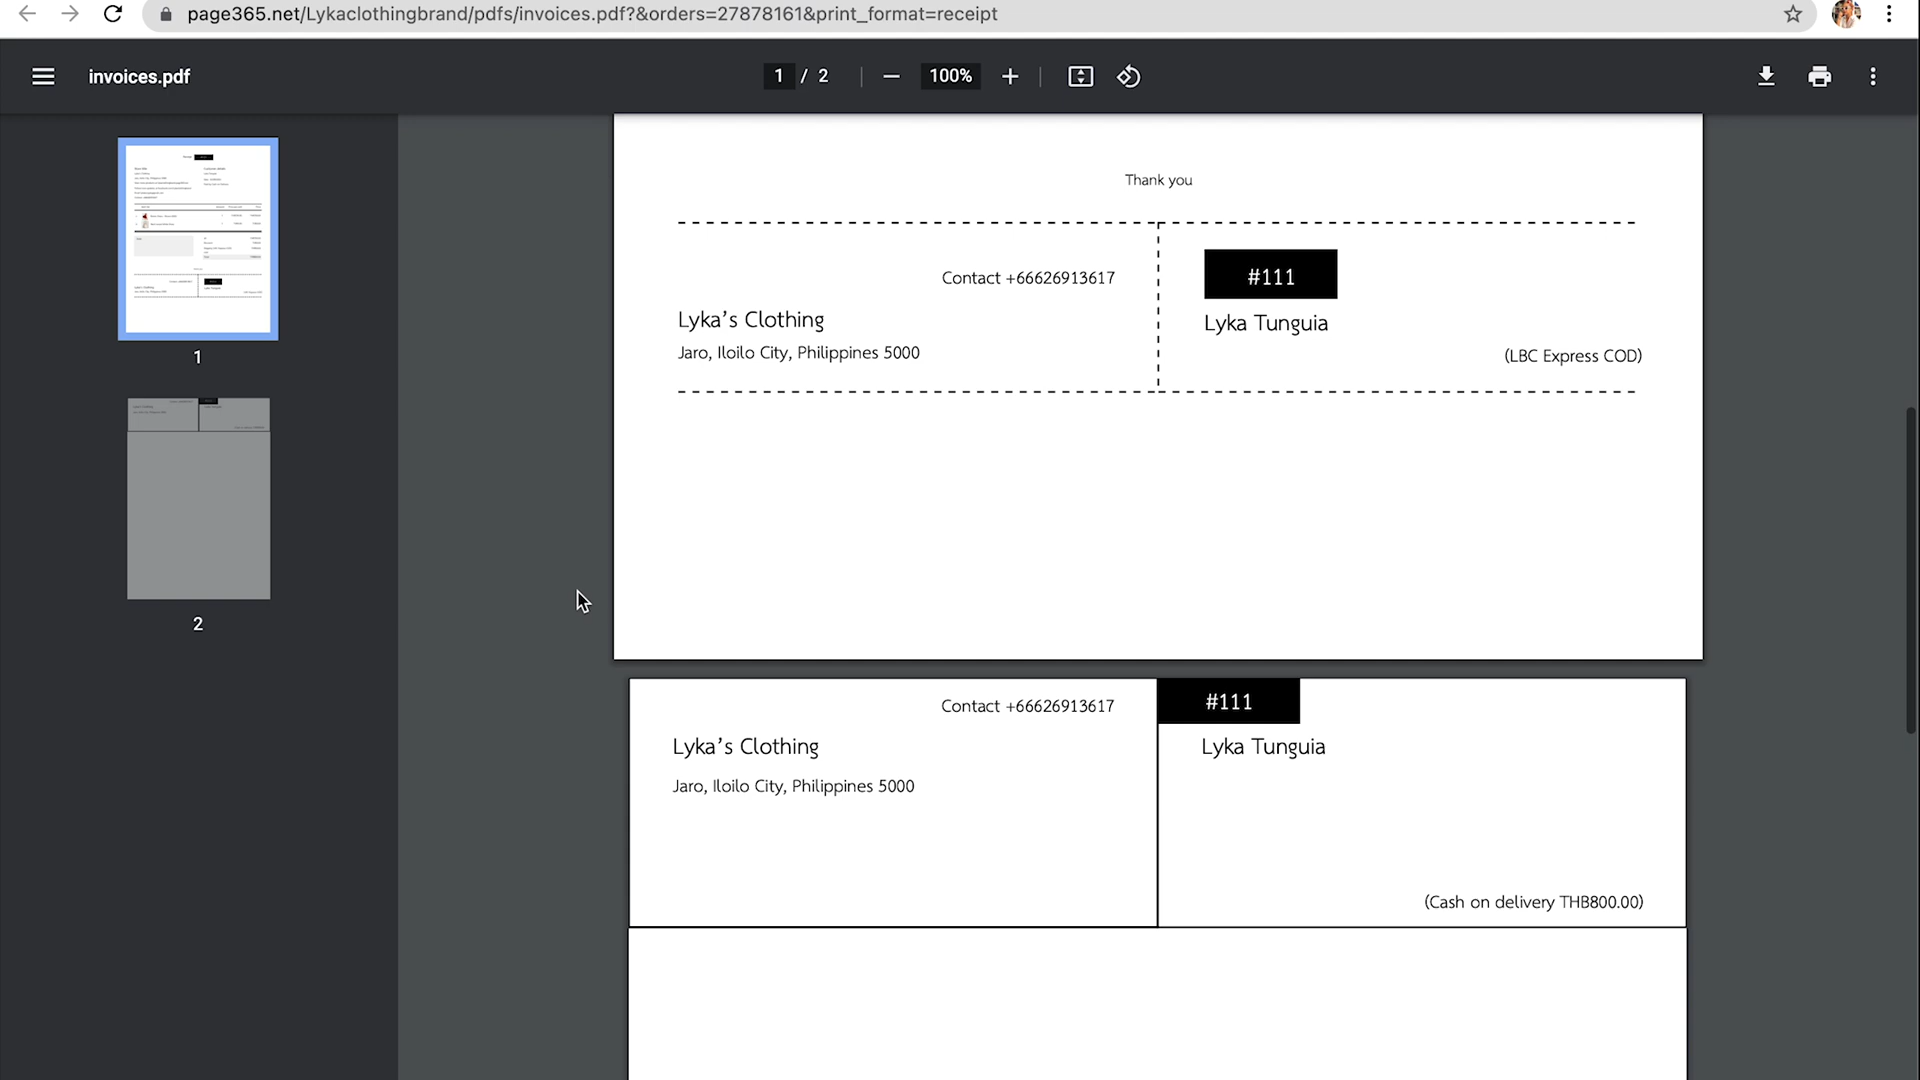 page365.net/Lykaclothingbrand/pdfs/invoices.pdf?&orders=27878161&print_format=receipt
invoices.pdf
1 / 2
100%
1
2
Thank you
Contact +66626913617
Lyka’s Clothing
Jaro, Iloilo City, Philippines 5000
#111
Lyka Tunguia
(LBC Express COD)
Contact +66626913617
Lyka’s Clothing
Jaro, Iloilo City, Philippines 5000
#111
Lyka Tunguia
(Cash on delivery THB800.00)